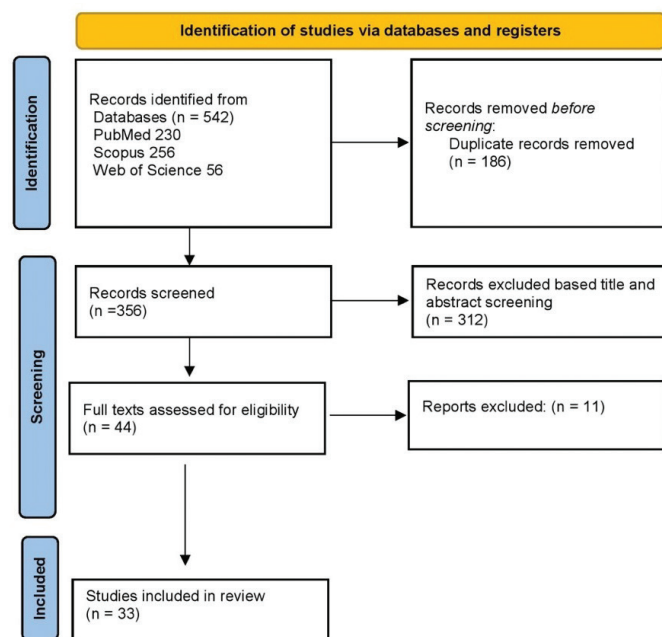 Identification of studies via databases and registers
Identification
Records identified from
Databases (n = 542)
PubMed 230
Scopus 256
Web of Science 56
Records removed before
screening:
Duplicate records removed
(n = 186)
Screening
Records screened
(n =356)
Records excluded based title and
abstract screening
(n = 312)
Full texts assessed for eligibility
(n = 44)
Reports excluded: (n = 11)
Included
Studies included in review
(n = 33)